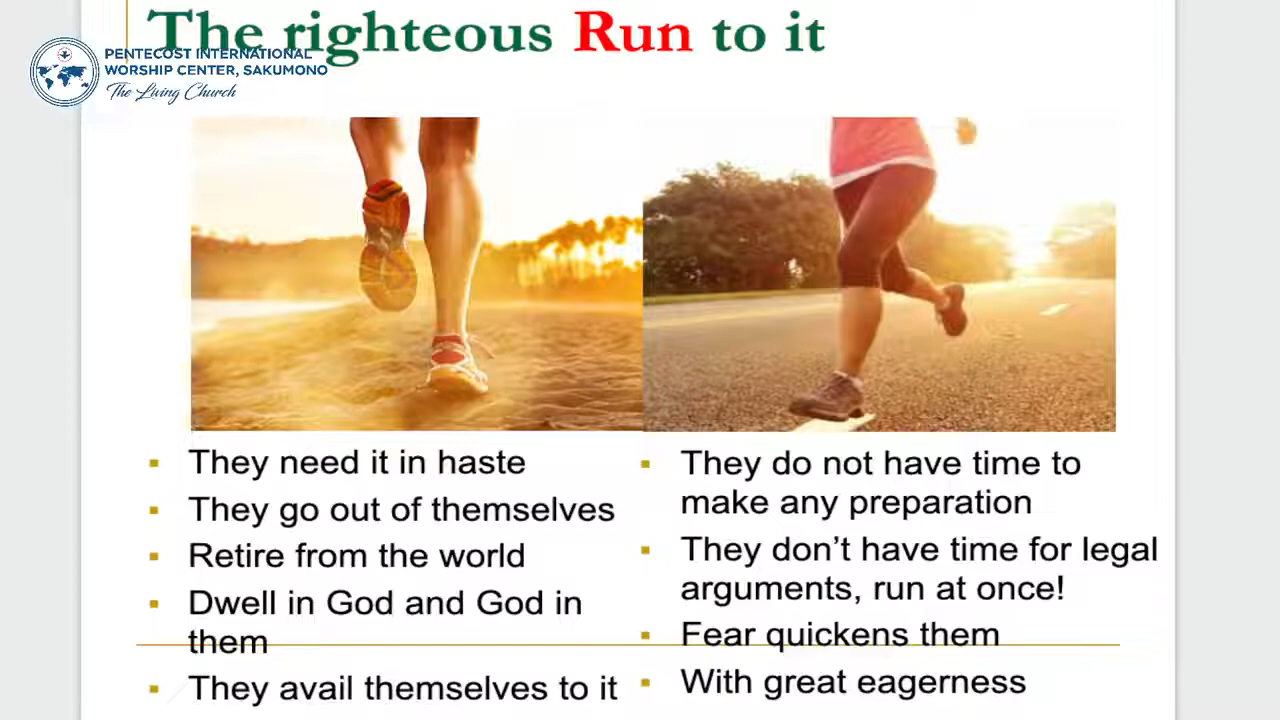 The righteous Run to it
PENTECOST INTERNATIONAL
WORSHIP CENTER, SAKUMONO
The Living Church
They need it in haste
They go out of themselves
Retire from the world
Dwell in God and God in
them
They avail themselves to it
They do not have time to
make any preparation
They don’t have time for legal
arguments, run at once!
Fear quickens them
With great eagerness